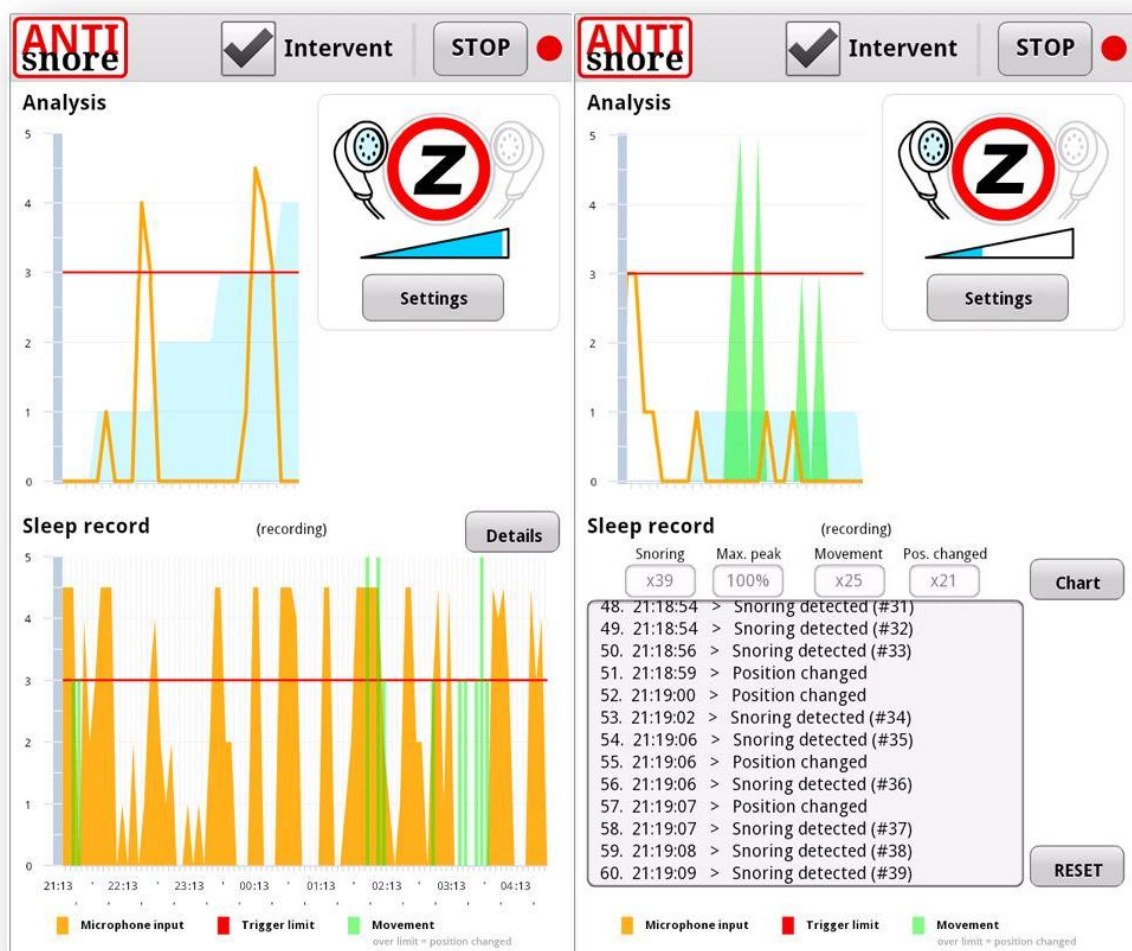 ANTI
snore
Intervent
STOP
Analysis
5
4
3
2
1
0
Z
Settings
Sleep record
(recording)
Details
5
4
3
2
1
0
21:13
22:13
23:13
00:13
01:13
02:13
03:13
04:13
Microphone input
Trigger limit
Movement
over limit = position changed
ANTI
snore
Intervent
STOP
Analysis
5
4
3
2
1
0
Z
Settings
Sleep record
(recording)
Snoring
Max. peak
Movement
Pos. changed
x39
100%
x25
x21
Chart
48. 21:18:54 > Snoring detected (#31)
49. 21:18:54 > Snoring detected (#32)
50. 21:18:56 > Snoring detected (#33)
51. 21:18:59 > Position changed
52. 21:19:00 > Position changed
53. 21:19:02 > Snoring detected (#34)
54. 21:19:06 > Snoring detected (#35)
55. 21:19:06 > Position changed
56. 21:19:06 > Snoring detected (#36)
57. 21:19:07 > Position changed
58. 21:19:07 > Snoring detected (#37)
59. 21:19:08 > Snoring detected (#38)
60. 21:19:09 > Snoring detected (#39)
RESET
Microphone input
Trigger limit
Movement
over limit = position changed